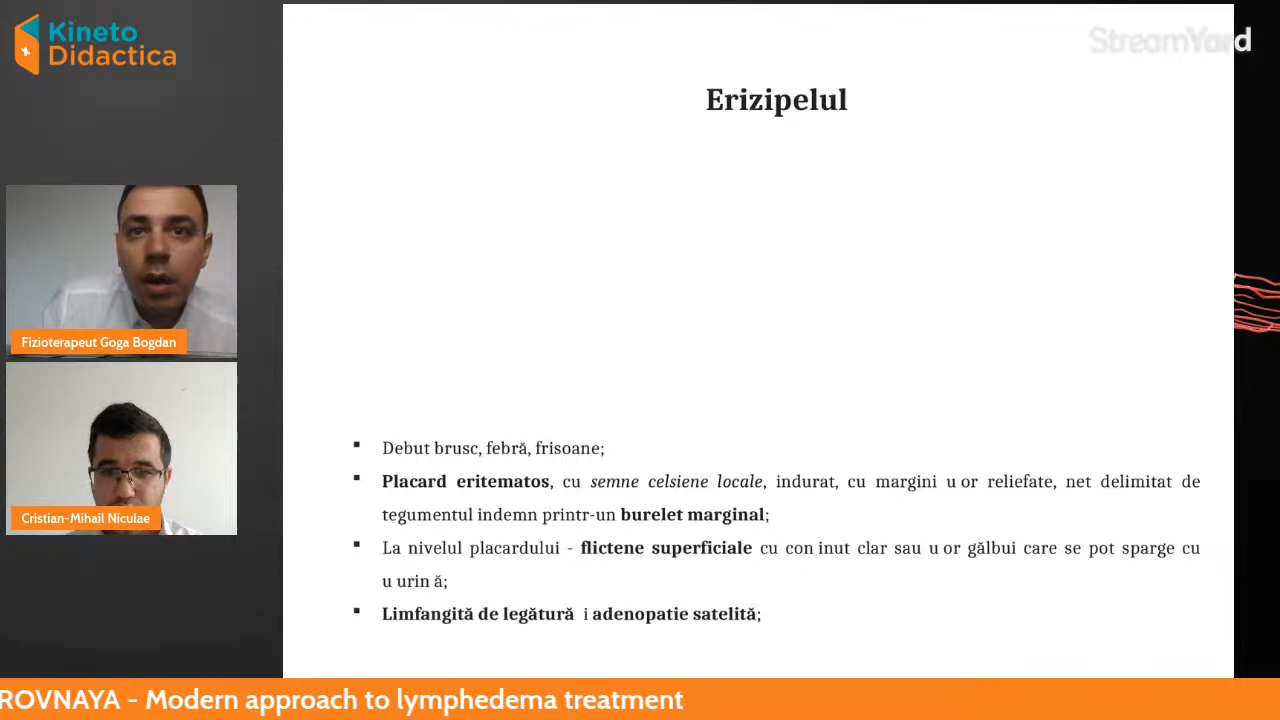 Kineto
Didactica
StreamYard
Erizipelul
Fizioterapeut Goga Bogdan
Cristian-Mihail Niculae
▪ Debut brusc, febră, frisoane;
▪ Placard eritematos, cu semne celsiene locale, indurat, cu margini u or reliefate, net delimitat de
tegumentul indemn printr-un burelet marginal;
▪ La nivelul placardului - flictene superficiale cu con inut clar sau u or gălbui care se pot sparge cu
u urin ă;
▪ Limfangită de legătură i adenopatie satelită;
ROVNAYA - Modern approach to lymphedema treatment